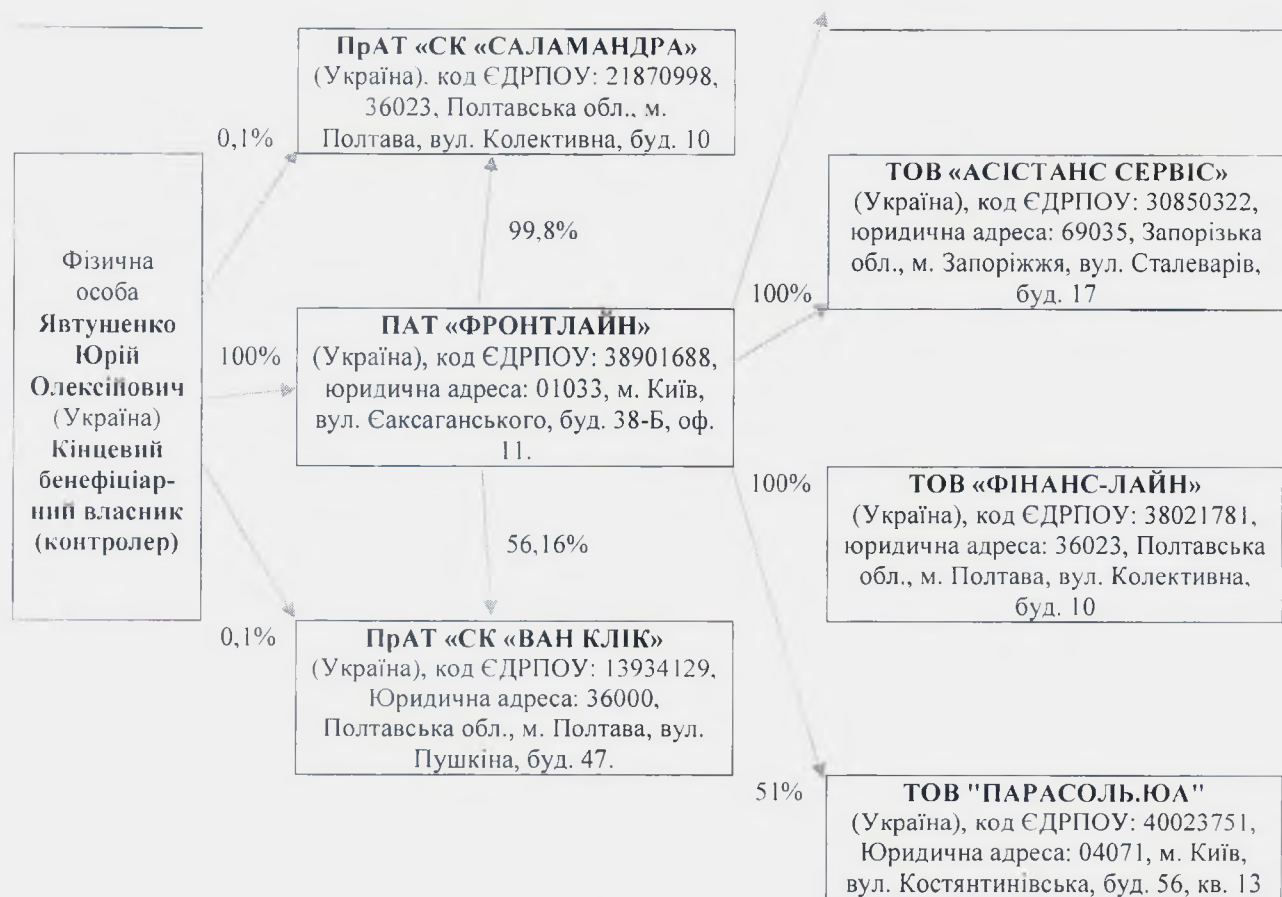 ПрАТ «СК «САЛАМАНДРА»
(Україна). код ЄДРПОУ: 21870998,
36023, Полтавська обл., м.
Полтава, вул. Колективна, буд. 10
0,1%
99,8%
Фізична
особа
Явтушенко
Юрій
Олексійович
(Україна)
Кінцевий
бенефіціар-
ний власник
(контролер)
100%
ПАТ «ФРОНТЛАЙН»
(Україна), код ЄДРПОУ: 38901688,
юридична адреса: 01033, м. Київ,
вул. Єаксаганського, буд. 38-Б, оф.
11.
56,16%
0,1%
ПрАТ «СК «ВАН КЛІК»
(Україна), код ЄДРПОУ: 13934129,
Юридична адреса: 36000,
Полтавська обл., м. Полтава, вул.
Пушкіна, буд. 47.
100%
ТОВ «АСІСТАНС СЕРВІС»
(Україна), код ЄДРПОУ: 30850322,
юридична адреса: 69035, Запорізька
обл., м. Запоріжжя, вул. Сталеварів,
буд. 17
100%
ТОВ «ФІНАНС-ЛАЙН»
(Україна), код ЄДРПОУ: 38021781,
юридична адреса: 36023, Полтавська
обл., м. Полтава, вул. Колективна,
буд. 10
51%
ТОВ "ПАРАСОЛЬ.ЮА"
(Україна), код ЄДРПОУ: 40023751,
Юридична адреса: 04071, м. Київ,
вул. Костянтинівська, буд. 56, кв. 13